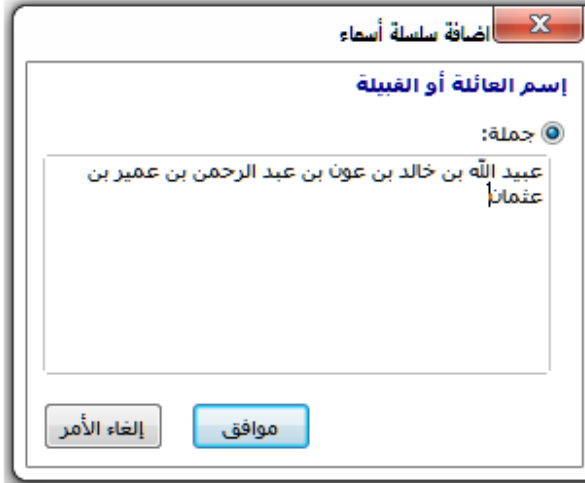 اضافة سلسلة أسماء
إسم العائلة أو القبيلة
جملة:
عبيد الله بن خالد بن عون بن عبد الرحمن بن عمير بن
عثمان
موافق
إلغاء الأمر